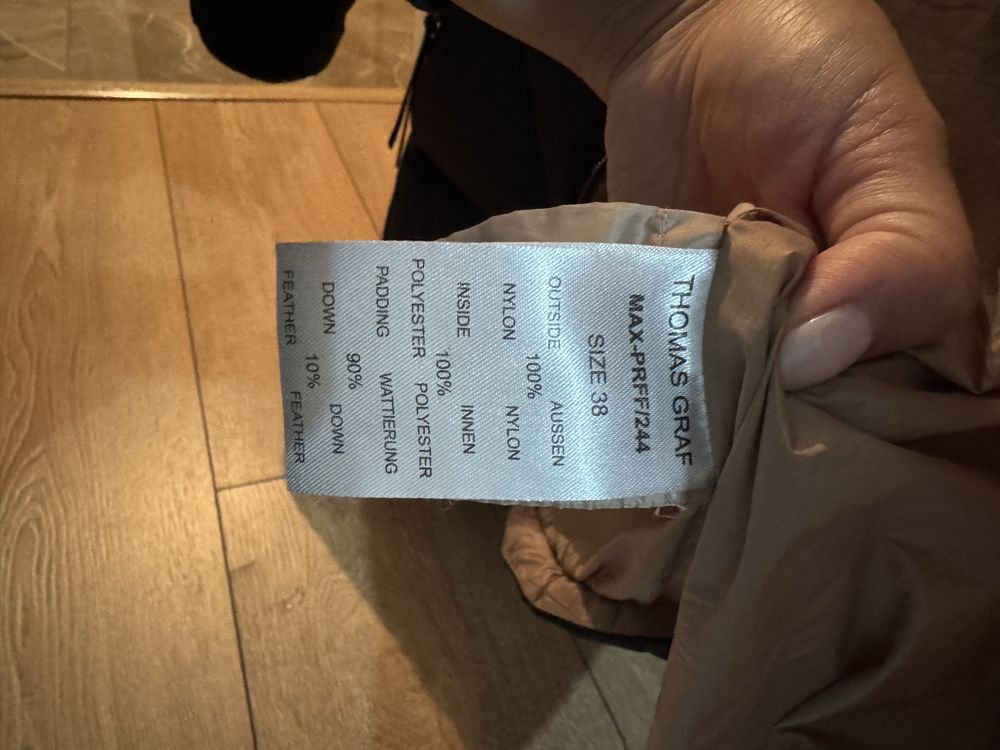 THOMAS GRAF
MAX-PRFF/244
SIZE 38
OUTSIDE AUSSEN
100%
NYLON NYLON
INSIDE INNEN
100%
POLYESTER POLYESTER
PADDING WATTIERUNG
90%
DOWN DOWN
10%
FEATHER FEATHER